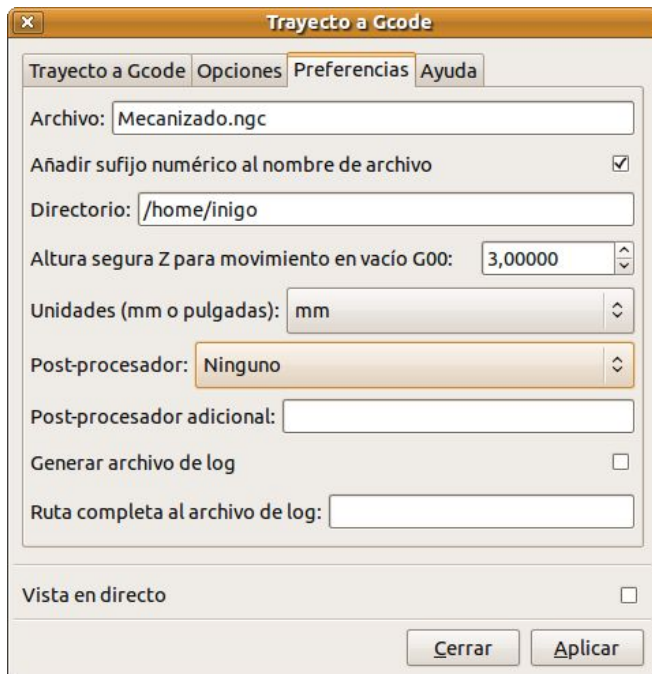 Trayecto a Gcode
Trayecto a Gcode Opciones Preferencias Ayuda
Archivo: Mecanizado.ngc
Añadir sufijo numérico al nombre de archivo
Directorio: /home/inigo
Altura segura Z para movimiento en vacío G00: 3,00000
Unidades (mm o pulgadas): mm
Post-procesador: Ninguno
Post-procesador adicional:
Generar archivo de log
Ruta completa al archivo de log:
Vista en directo
Cerrar Aplicar